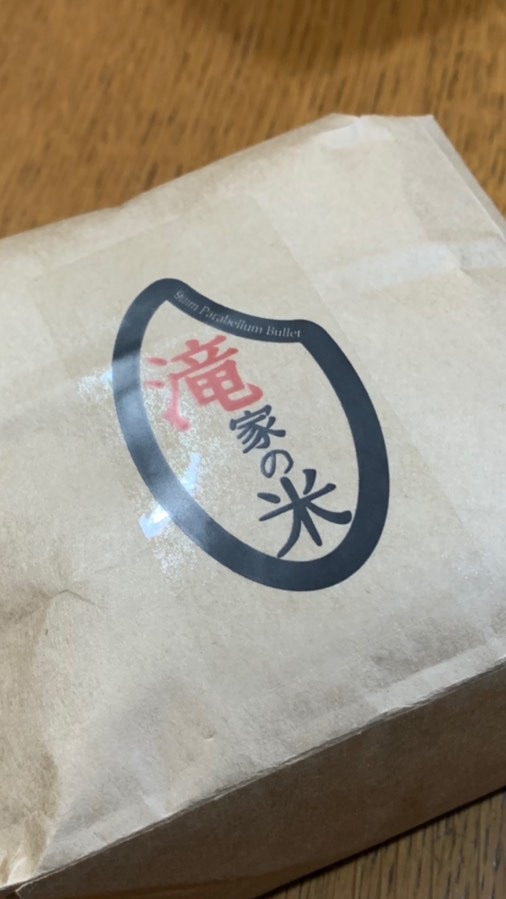 9mm Parabellum Bullet
滝家の米